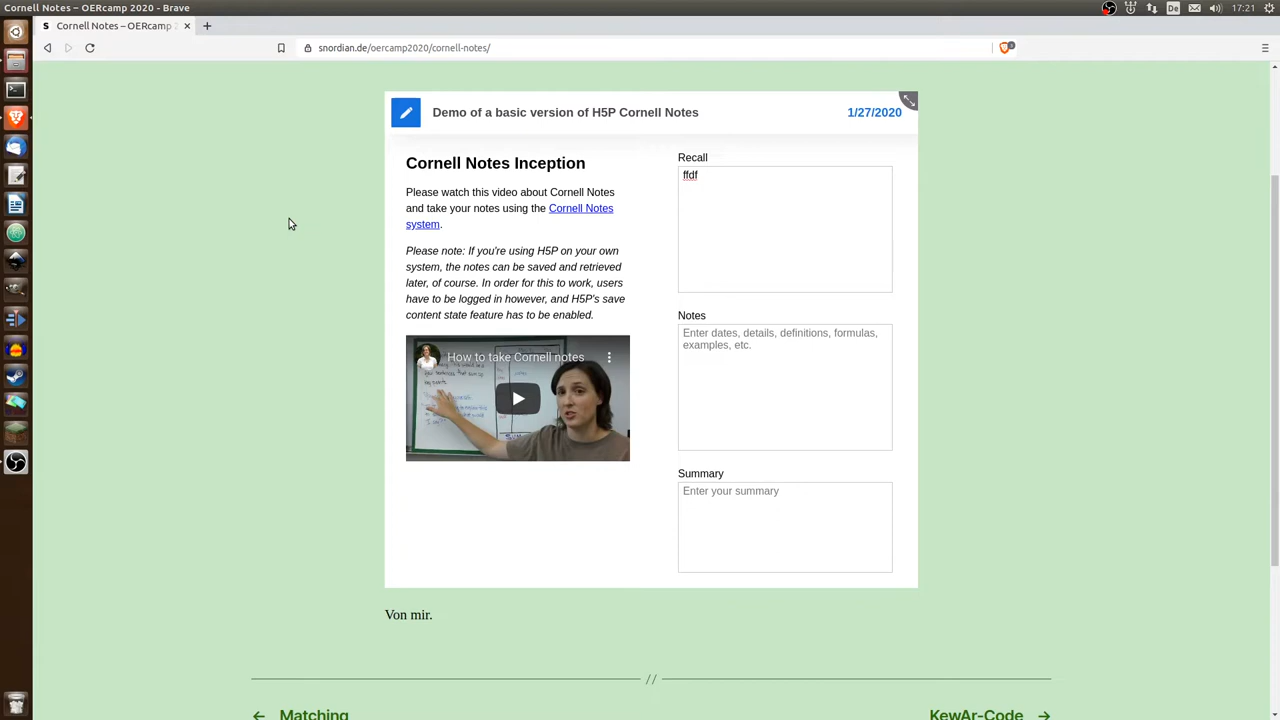 Cornell Notes – OERcamp 2020 - Brave
De
17:21
S Cornell Notes – OERcamp 2
snordian.de/oercamp2020/cornell-notes/
Demo of a basic version of H5P Cornell Notes
1/27/2020
Cornell Notes Inception
Please watch this video about Cornell Notes
and take your notes using the Cornell Notes
system.
Please note: If you're using H5P on your own
system, the notes can be saved and retrieved
later, of course. In order for this to work, users
have to be logged in however, and H5P's save
content state feature has to be enabled.
How to take Cornell notes
Recall
ffdf
Notes
Enter dates, details, definitions, formulas,
examples, etc.
Summary
Enter your summary
Von mir.
//
← Matching
KewAr-Code →